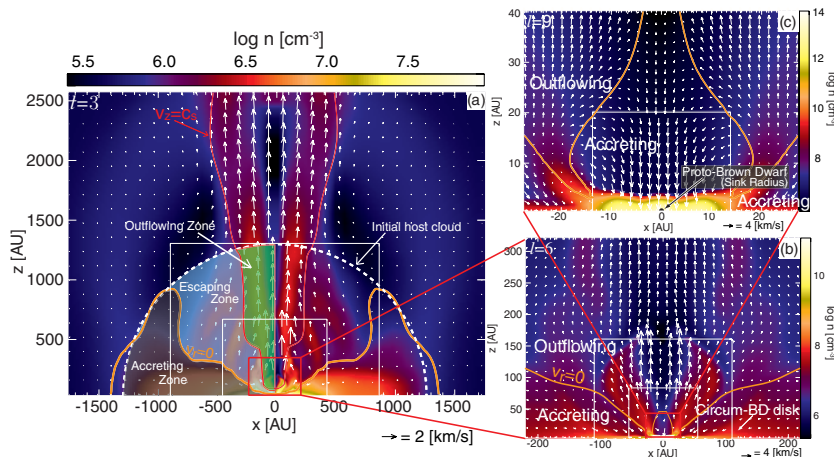 log n [cm⁻³]
5.5 6.0 6.5 7.0 7.5
l=3
(a)
v_z=c_s
2500
2000
1500
1000
500
z [AU]
Outflowing Zone
Initial host cloud
Escaping
Zone
v_r=0
Accreting
Zone
-1500 -1000 -500 0 500 1000 1500
x [AU]
= 2 [km/s]
l=9
(c)
40
30
20
10
z [AU]
Outflowing
Accreting
Proto-Brown Dwarf
(Sink Radius)
Accreting
-20 -10 0 10 20
x [AU]
= 4 [km/s]
14
12
10
8
log n [cm⁻³]
(b)
300
250
200
150
100
50
z [AU]
Outflowing
v_r=0
Accreting
Circum-BD disk
-200 -100 0 100 200
x [AU]
= 4 [km/s]
10
8
6
log n [cm⁻³]